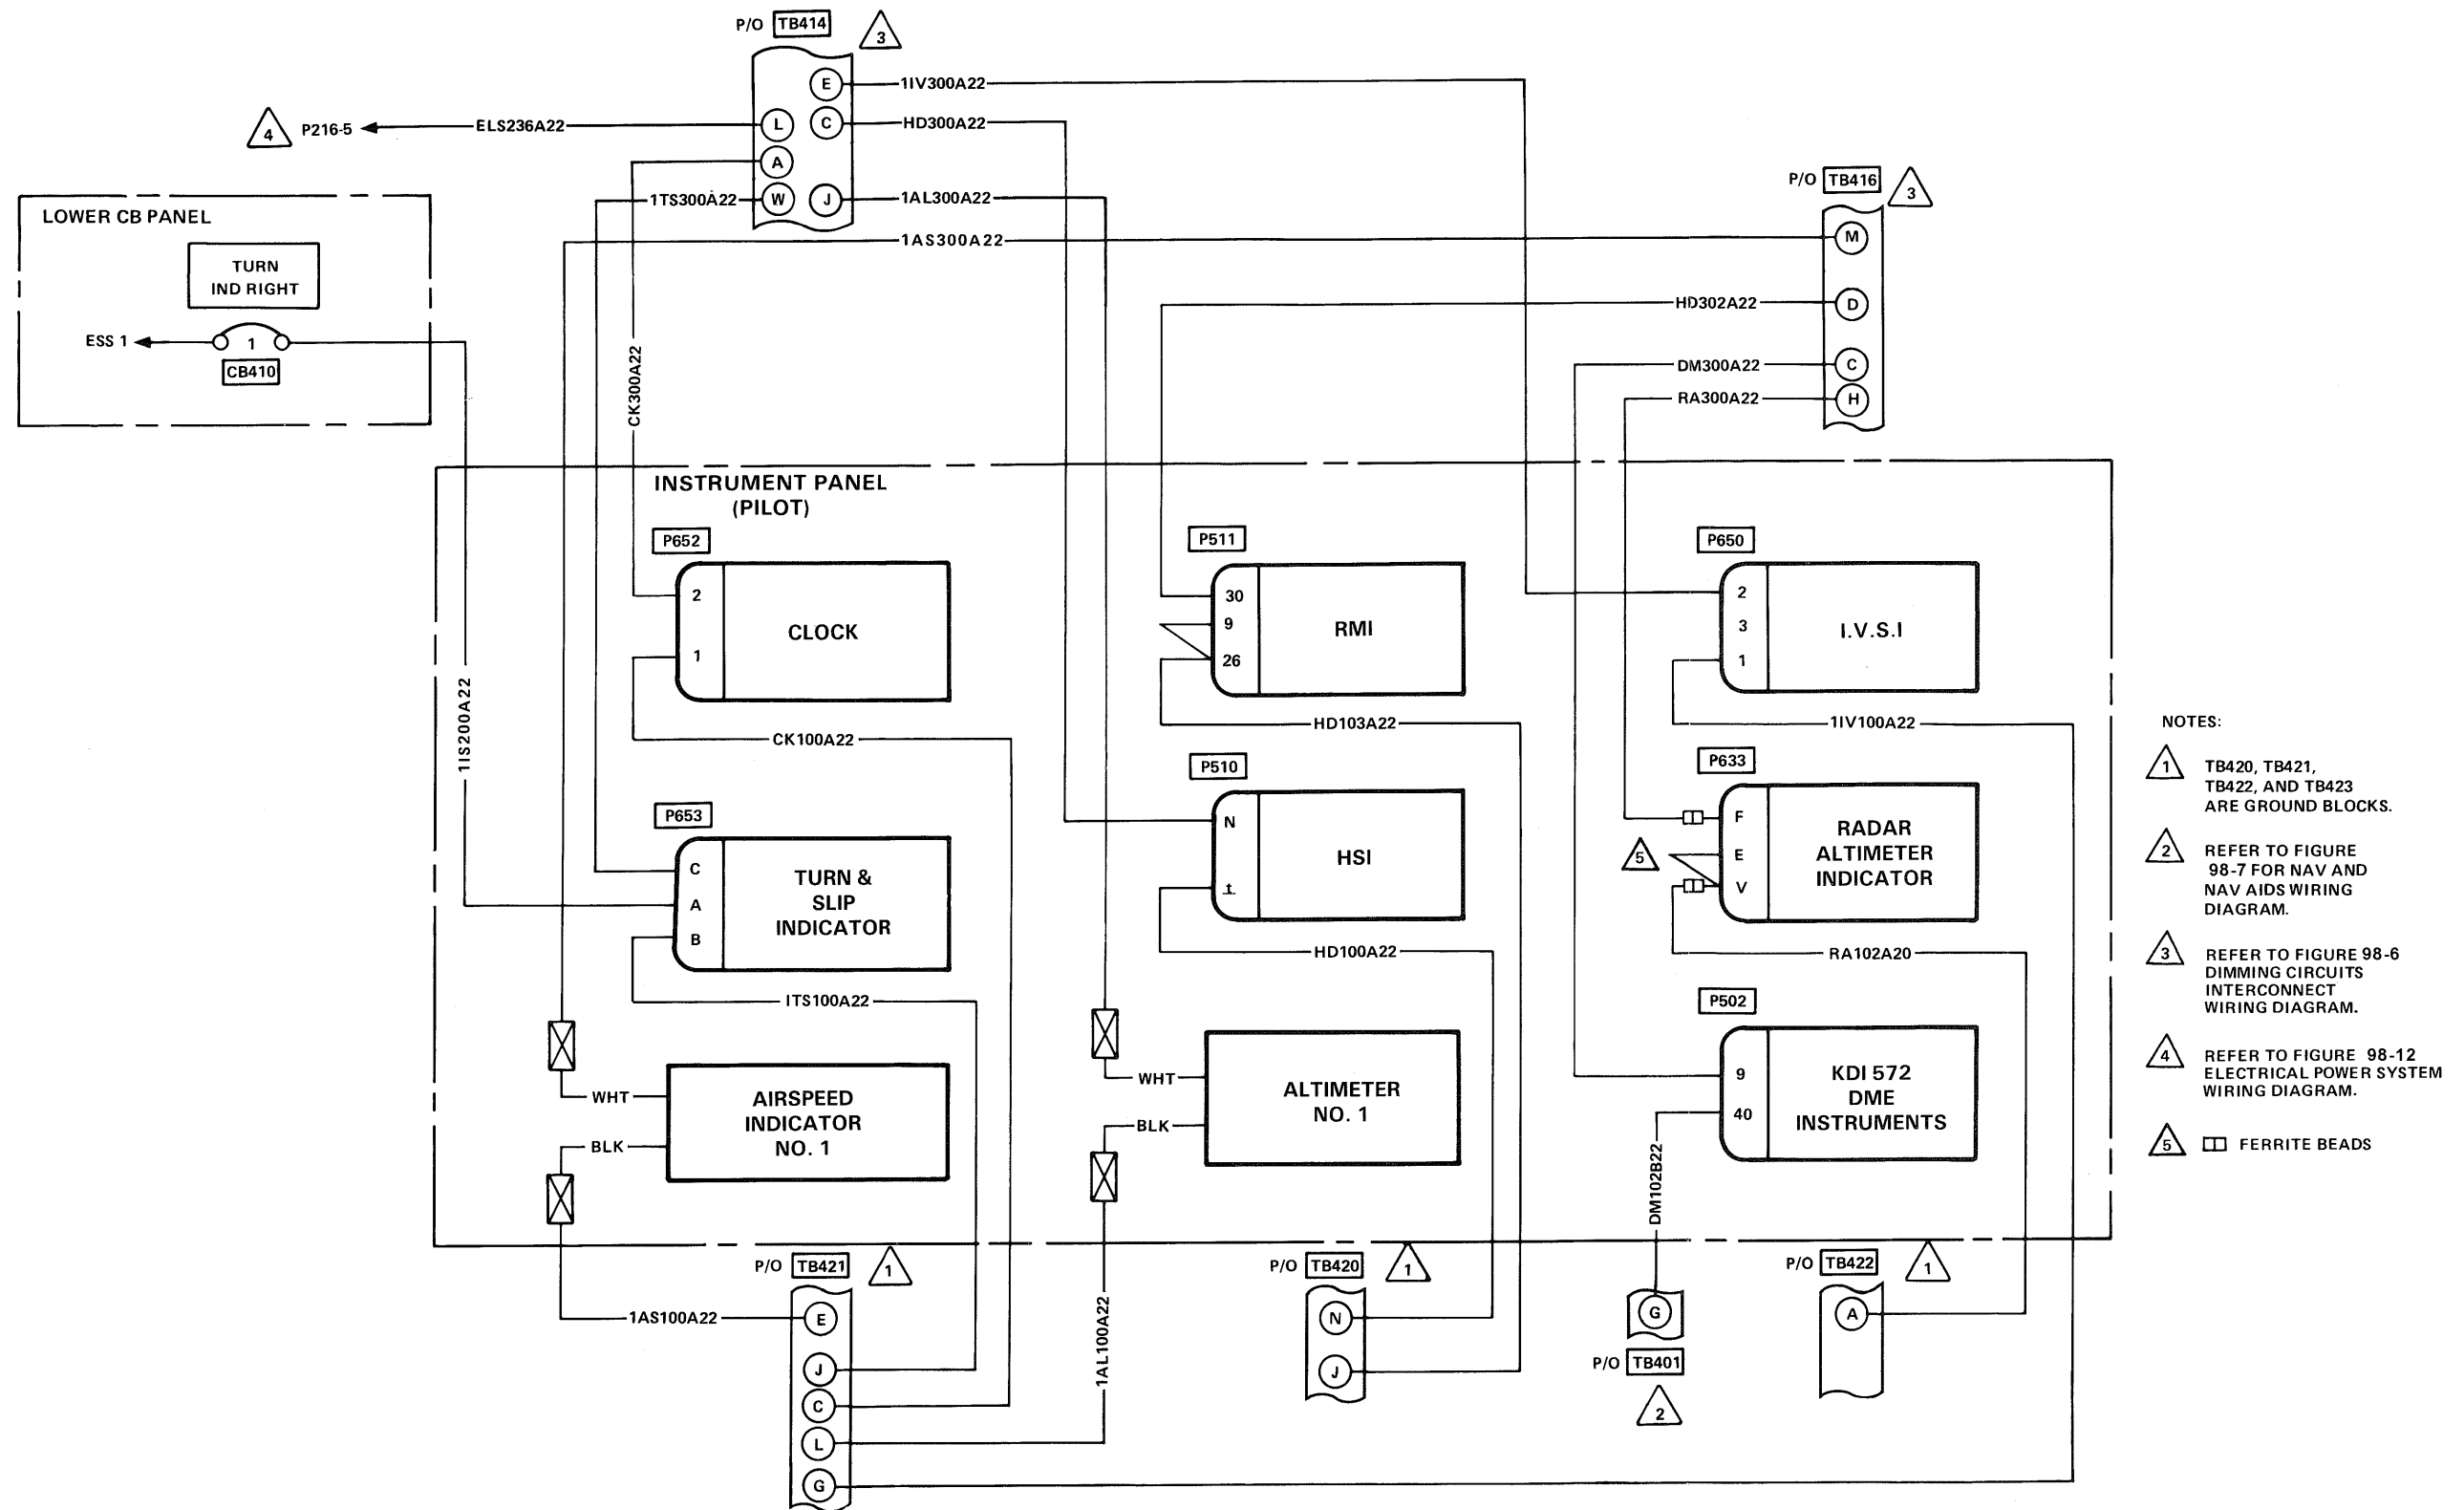 P/O TB414
3
E
1IV300A22
4
P216-5
ELS236A22
L
C
HD300A22
A
1TS300A22
W
J
1AL300A22
P/O TB416
3
1AS300A22
M
HD302A22
D
DM300A22
C
RA300A22
H
LOWER CB PANEL
TURN
IND RIGHT
ESS 1
1
CB410
CK300A22
1IS200A22
INSTRUMENT PANEL
(PILOT)
P652
2
1
CLOCK
CK100A22
P511
30
9
26
RMI
HD103A22
P650
2
3
1
I.V.S.I
1IV100A22
P653
C
A
B
TURN &
SLIP
INDICATOR
ITS100A22
P510
N
t
HSI
HD100A22
P633
F
5
E
V
RADAR
ALTIMETER
INDICATOR
RA102A20
WHT
BLK
AIRSPEED
INDICATOR
NO. 1
WHT
BLK
ALTIMETER
NO. 1
P502
9
40
KDI 572
DME
INSTRUMENTS
DM102B22
P/O TB421
1
1AS100A22
E
J
C
L
G
1AL100A22
P/O TB420
1
N
J
G
P/O TB401
2
P/O TB422
1
A
NOTES:
1 TB420, TB421,
TB422, AND TB423
ARE GROUND BLOCKS.
2 REFER TO FIGURE
98-7 FOR NAV AND
NAV AIDS WIRING
DIAGRAM.
3 REFER TO FIGURE 98-6
DIMMING CIRCUITS
INTERCONNECT
WIRING DIAGRAM.
4 REFER TO FIGURE 98-12
ELECTRICAL POWER SYSTEM
WIRING DIAGRAM.
5 FERRITE BEADS